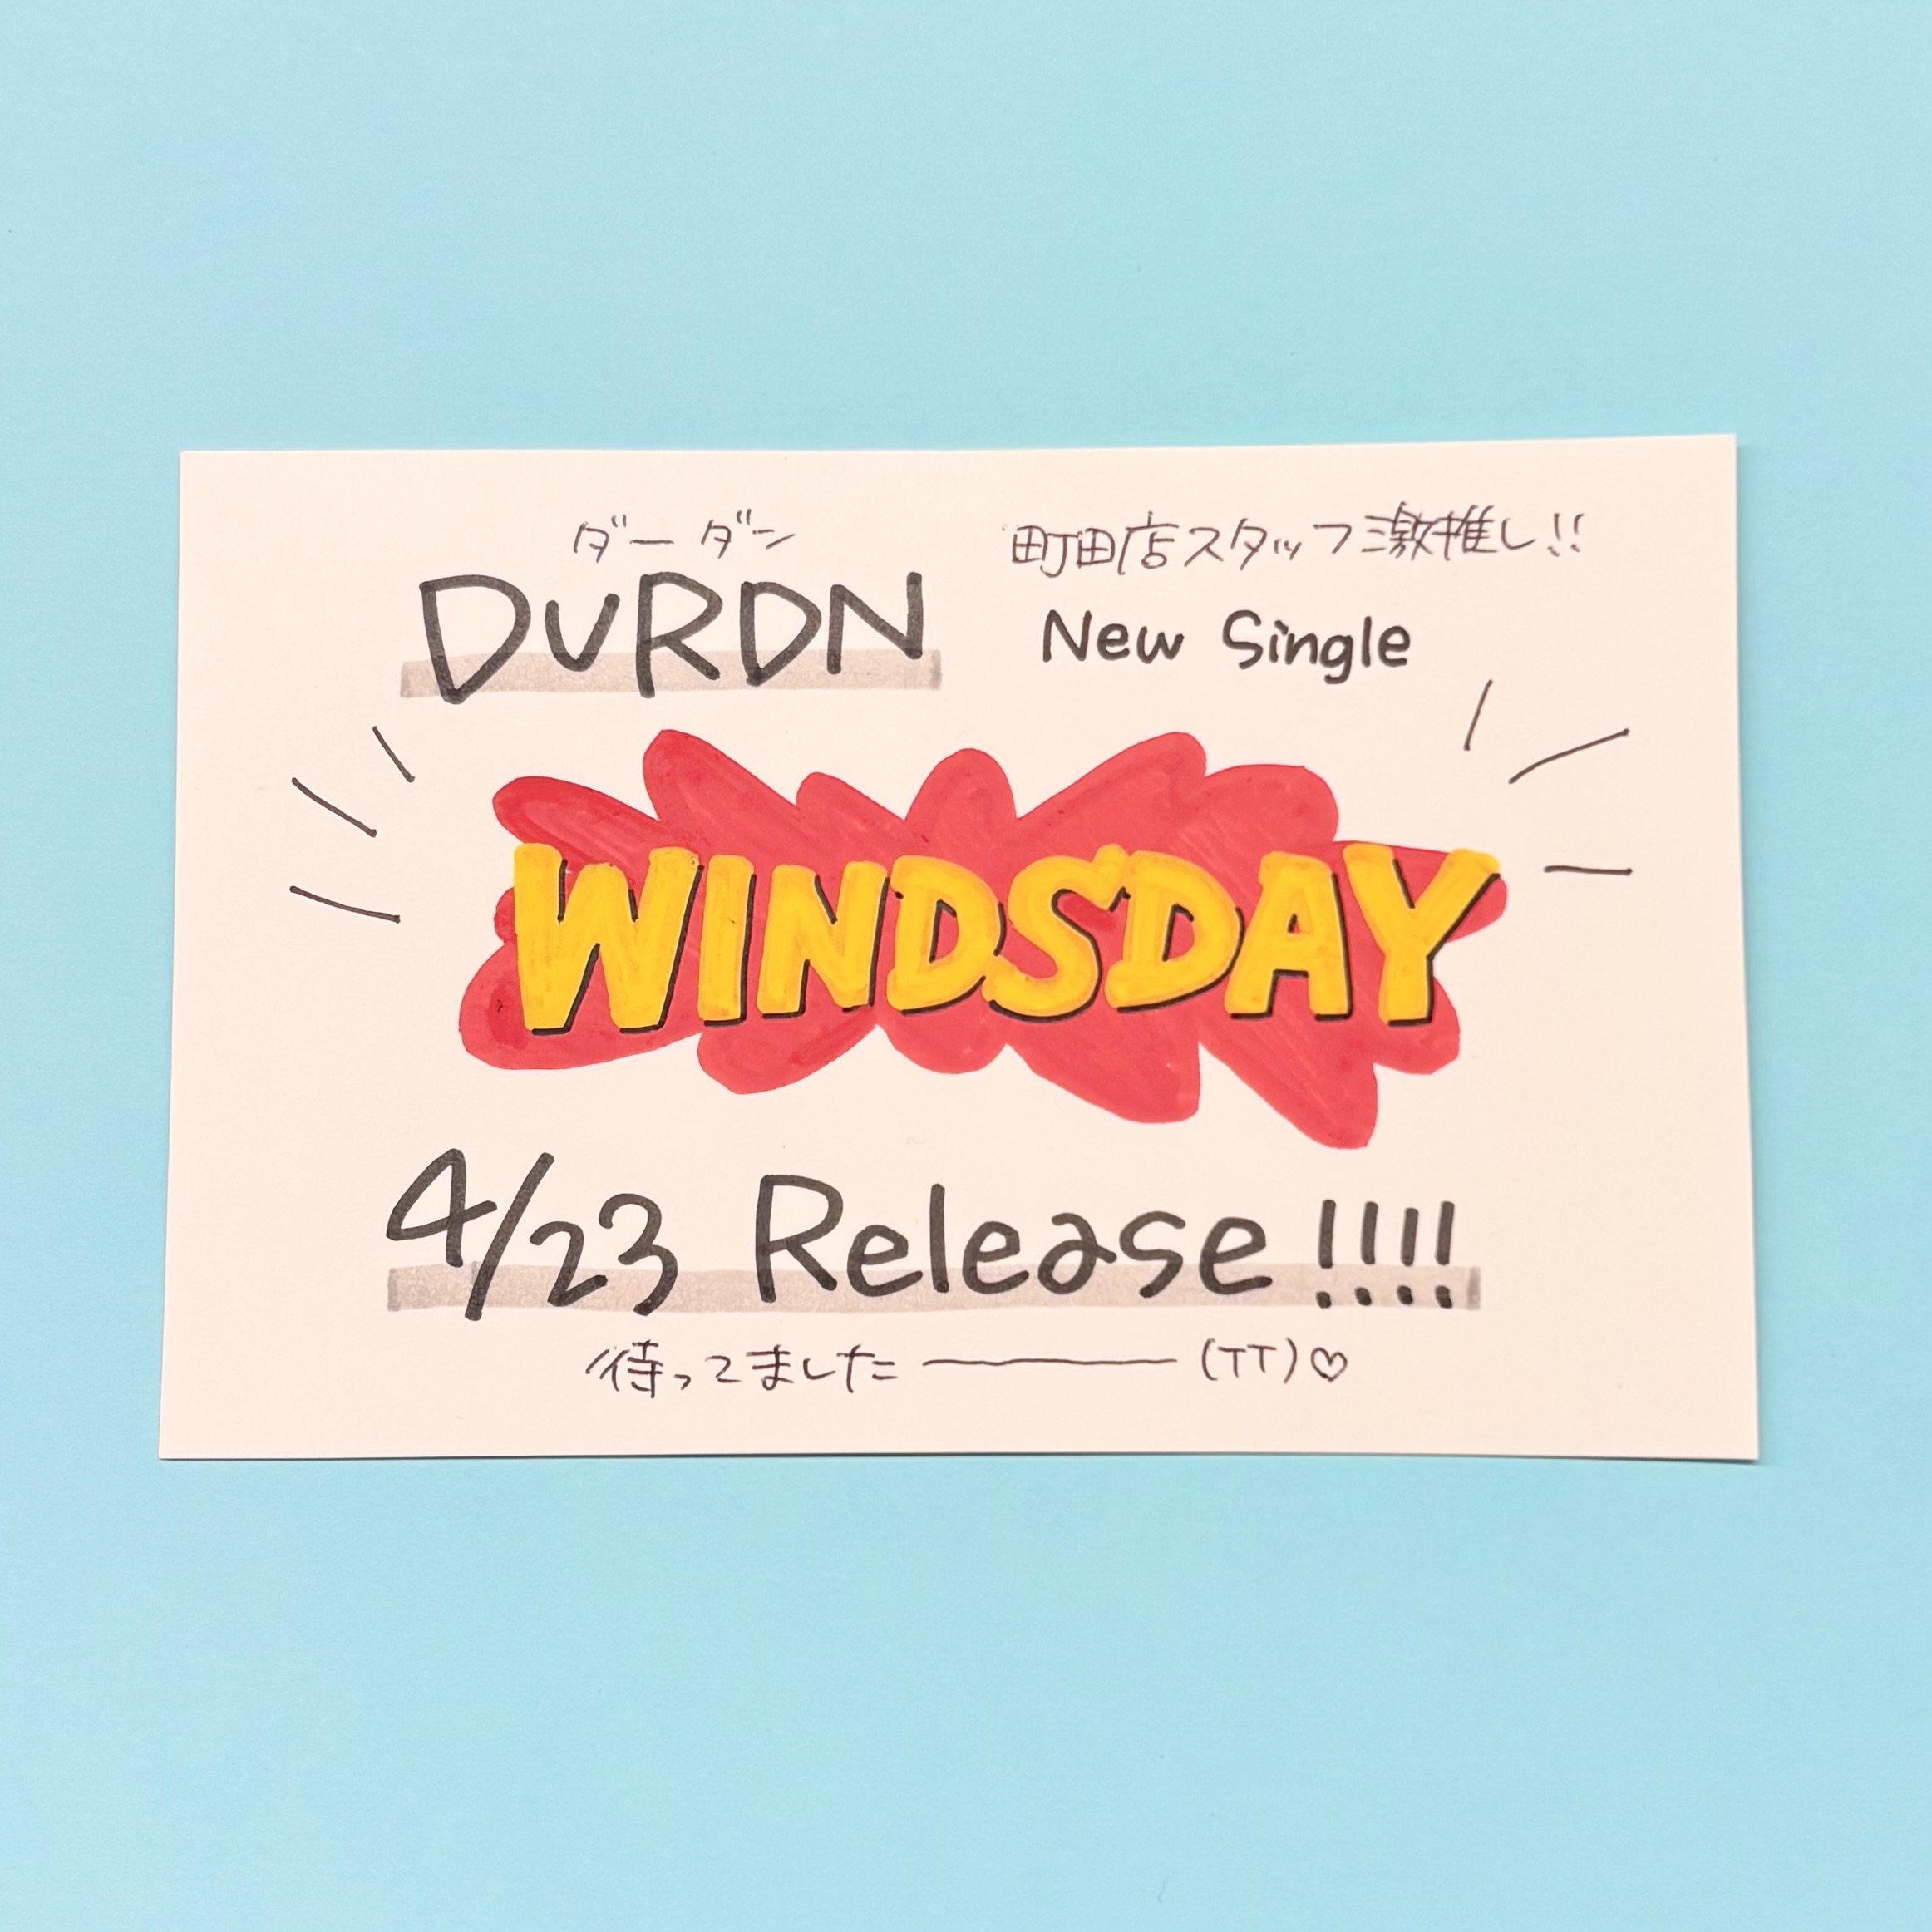 ダーダン
DURDN
町田店スタッフ激推し!!
New Single
WINDSDAY
4/23 Release!!!!
待ってました———(TT)♡